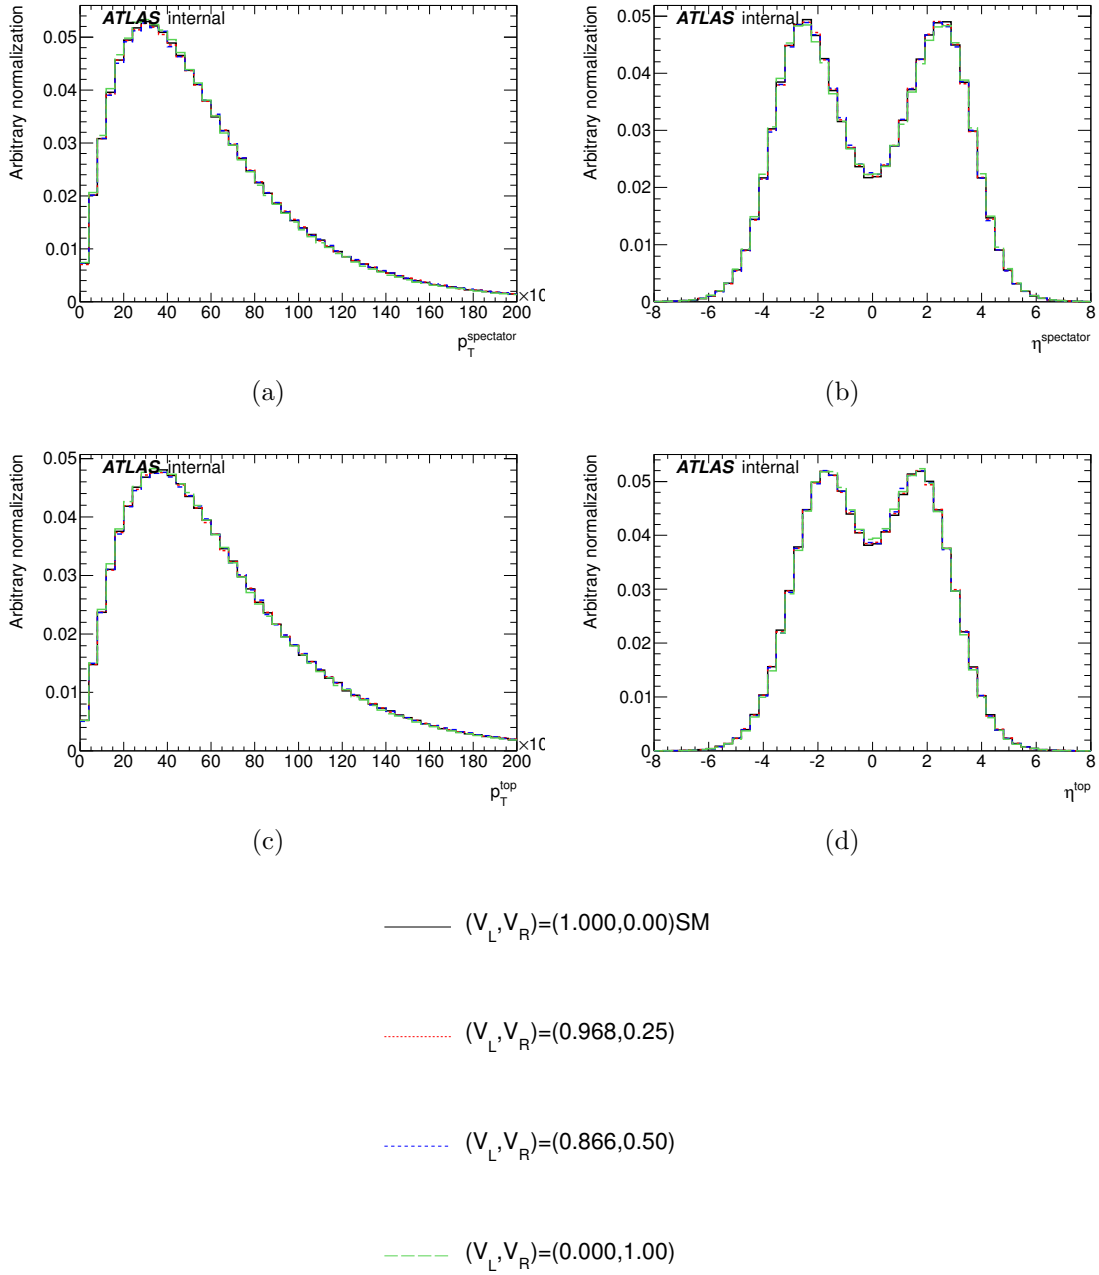 ATLAS internal
Arbitrary normalization
0.05
0.04
0.03
0.02
0.01
0
0 20 40 60 80 100 120 140 160 180 200
×10
p_T^spectator
(a)
ATLAS internal
Arbitrary normalization
0.05
0.04
0.03
0.02
0.01
0
-8 -6 -4 -2 0 2 4 6 8
η^spectator
(b)
ATLAS internal
Arbitrary normalization
0.05
0.04
0.03
0.02
0.01
0
0 20 40 60 80 100 120 140 160 180 200
×10
p_T^top
(c)
ATLAS internal
Arbitrary normalization
0.05
0.04
0.03
0.02
0.01
0
-8 -6 -4 -2 0 2 4 6 8
η^top
(d)
(V_L,V_R)=(1.000,0.00)SM
(V_L,V_R)=(0.968,0.25)
(V_L,V_R)=(0.866,0.50)
(V_L,V_R)=(0.000,1.00)